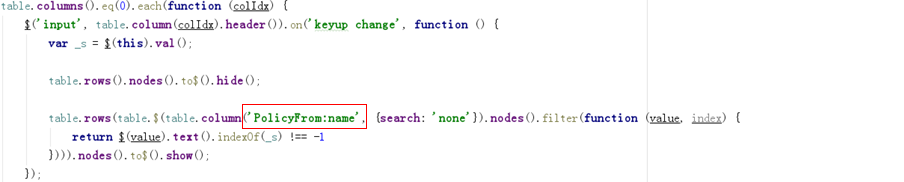 table.columns().eq(0).each(function (colIdx) {
$('input', table.column(colIdx).header()).on('keyup change', function () {
var _s = $(this).val();
table.rows().nodes().to$().hide();
table.rows(table.$(table.column('PolicyFrom:name', {search: 'none'}).nodes().filter(function (value, index) {
return $(value).text().indexOf(_s) !== -1
}))).nodes().to$().show();
});